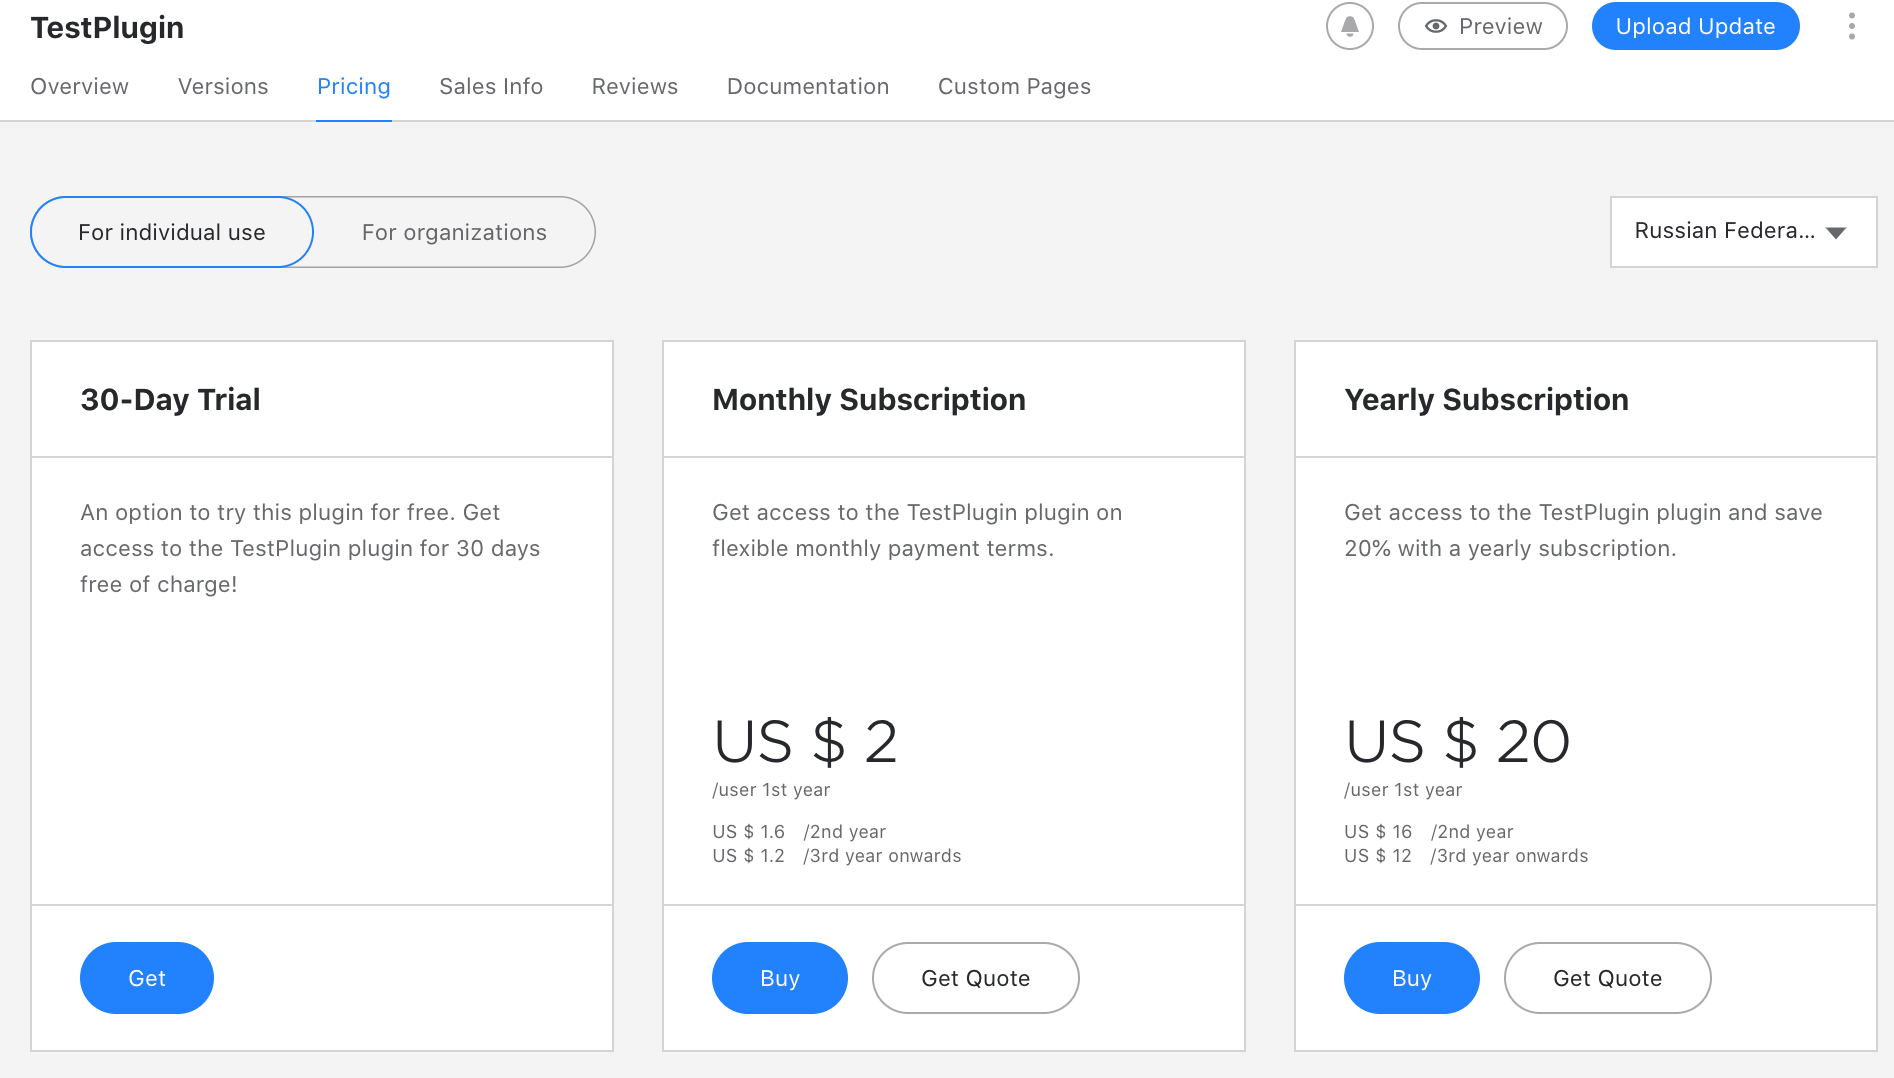 TestPlugin
Preview
Upload Update
Overview
Versions
Pricing
Sales Info
Reviews
Documentation
Custom Pages
For individual use
For organizations
Russian Federa...
30-Day Trial
An option to try this plugin for free. Get
access to the TestPlugin plugin for 30 days
free of charge!
Get
Monthly Subscription
Get access to the TestPlugin plugin on
flexible monthly payment terms.
US $ 2
/user 1st year
US $ 1.6 /2nd year
US $ 1.2 /3rd year onwards
Buy
Get Quote
Yearly Subscription
Get access to the TestPlugin plugin and save
20% with a yearly subscription.
US $ 20
/user 1st year
US $ 16 /2nd year
US $ 12 /3rd year onwards
Buy
Get Quote